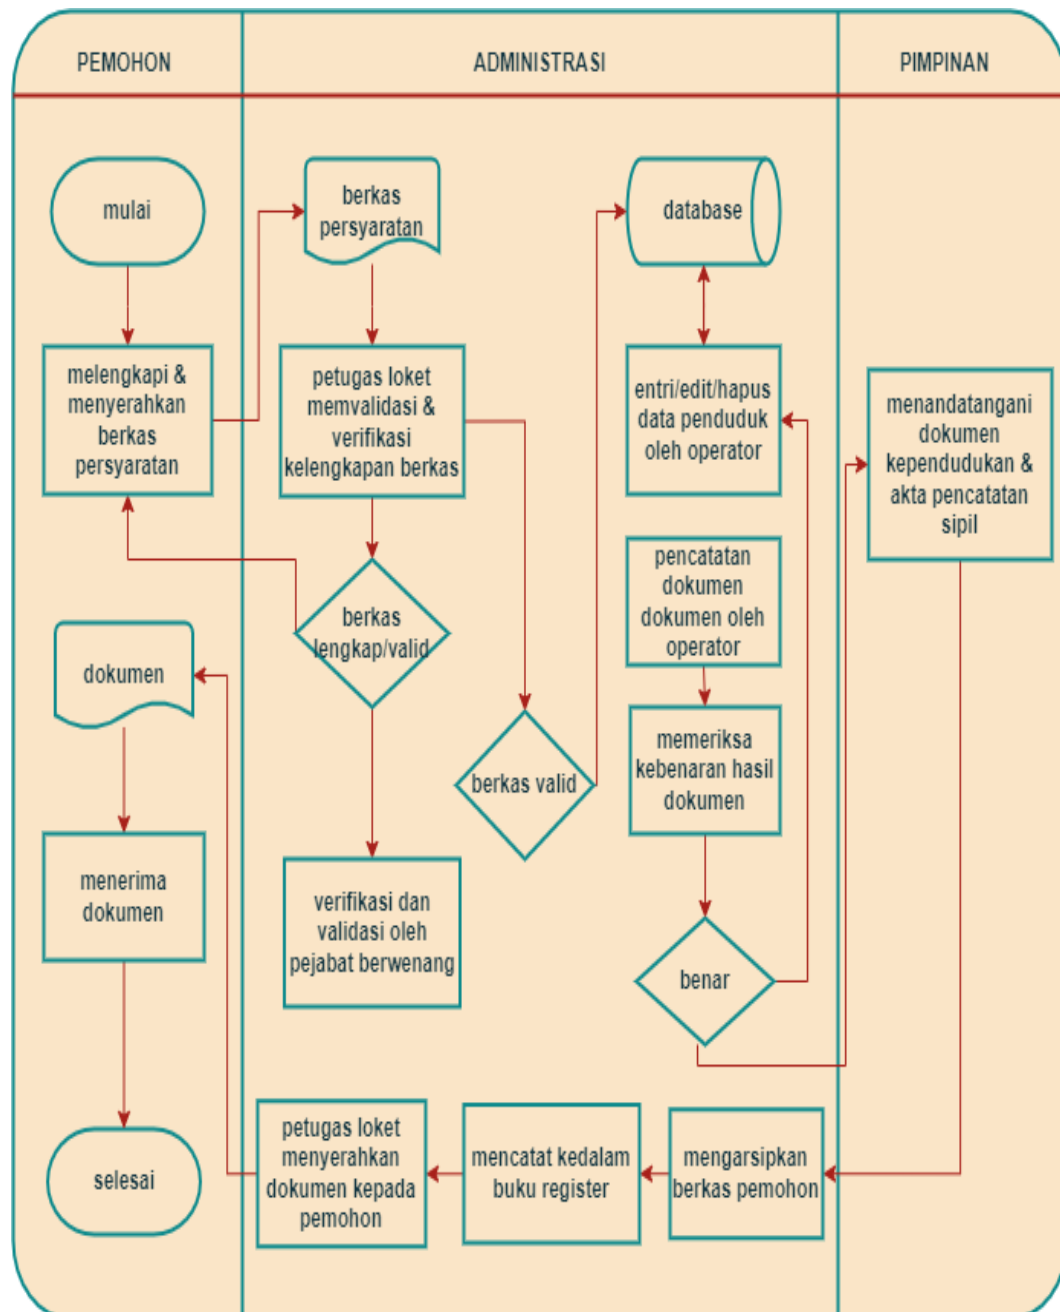 PEMOHON
ADMINISTRASI
PIMPINAN
mulai
melengkapi &
menyerahkan
berkas
persyaratan
berkas
persyaratan
petugas loket
memvalidasi &
verifikasi
kelengkapan berkas
berkas
lengkap/valid
verifikasi dan
validasi oleh
pejabat berwenang
berkas valid
database
entri/edit/hapus
data penduduk
oleh operator
pencatatan
dokumen
dokumen oleh
operator
memeriksa
kebenaran hasil
dokumen
benar
menandatangani
dokumen
kependudukan &
akta pencatatan
sipil
mengarsipkan
berkas pemohon
mencatat kedalam
buku register
petugas loket
menyerahkan
dokumen kepada
pemohon
dokumen
menerima
dokumen
selesai